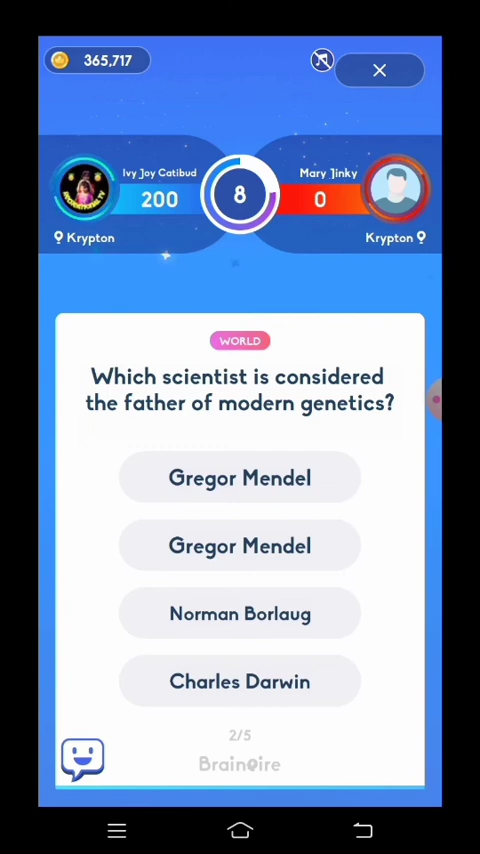 365,717
Ivy Joy Catibud
200
8
Mary Jinky
0
Krypton
Krypton
WORLD
Which scientist is considered
the father of modern genetics?
Gregor Mendel
Gregor Mendel
Norman Borlaug
Charles Darwin
2/5
Brainpire